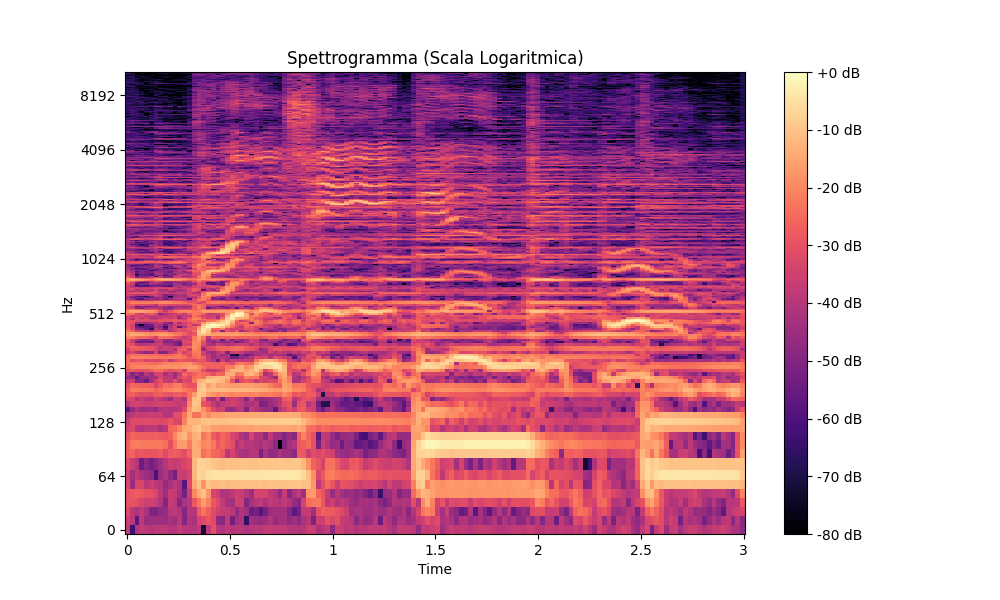 Spettrogramma (Scala Logaritmica)
Hz
8192
4096
2048
1024
512
256
128
64
0
0
0.5
1
1.5
2
2.5
3
Time
+0 dB
-10 dB
-20 dB
-30 dB
-40 dB
-50 dB
-60 dB
-70 dB
-80 dB